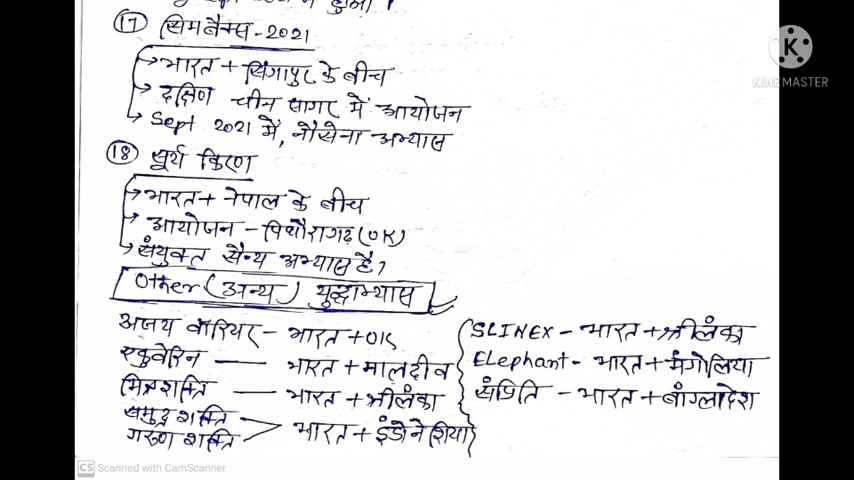 17 सिमबैक्स-2021
भारत + सिंगापुर के बीच
दक्षिण चीन सागर में आयोजन
Sept 2021 में, नौसेना अभ्यास
18 सूर्य किरण
भारत + नेपाल के बीच
आयोजन - पिथौरागढ़ (UK)
संयुक्त सैन्य अभ्यास है,
Other (अन्य) युद्धाभ्यास
अजय वारियर - भारत + UK
एकुवेरिन — भारत + मालदीव
मित्र शक्ति — भारत + श्रीलंका
समुद्र शक्ति
गरुण शक्ति
भारत + इंडोनेशिया
SLINEX - भारत + श्रीलंका
Elephant - भारत + मंगोलिया
संप्रिति - भारत + बांग्लादेश
KINEMASTER
CS Scanned with CamScanner